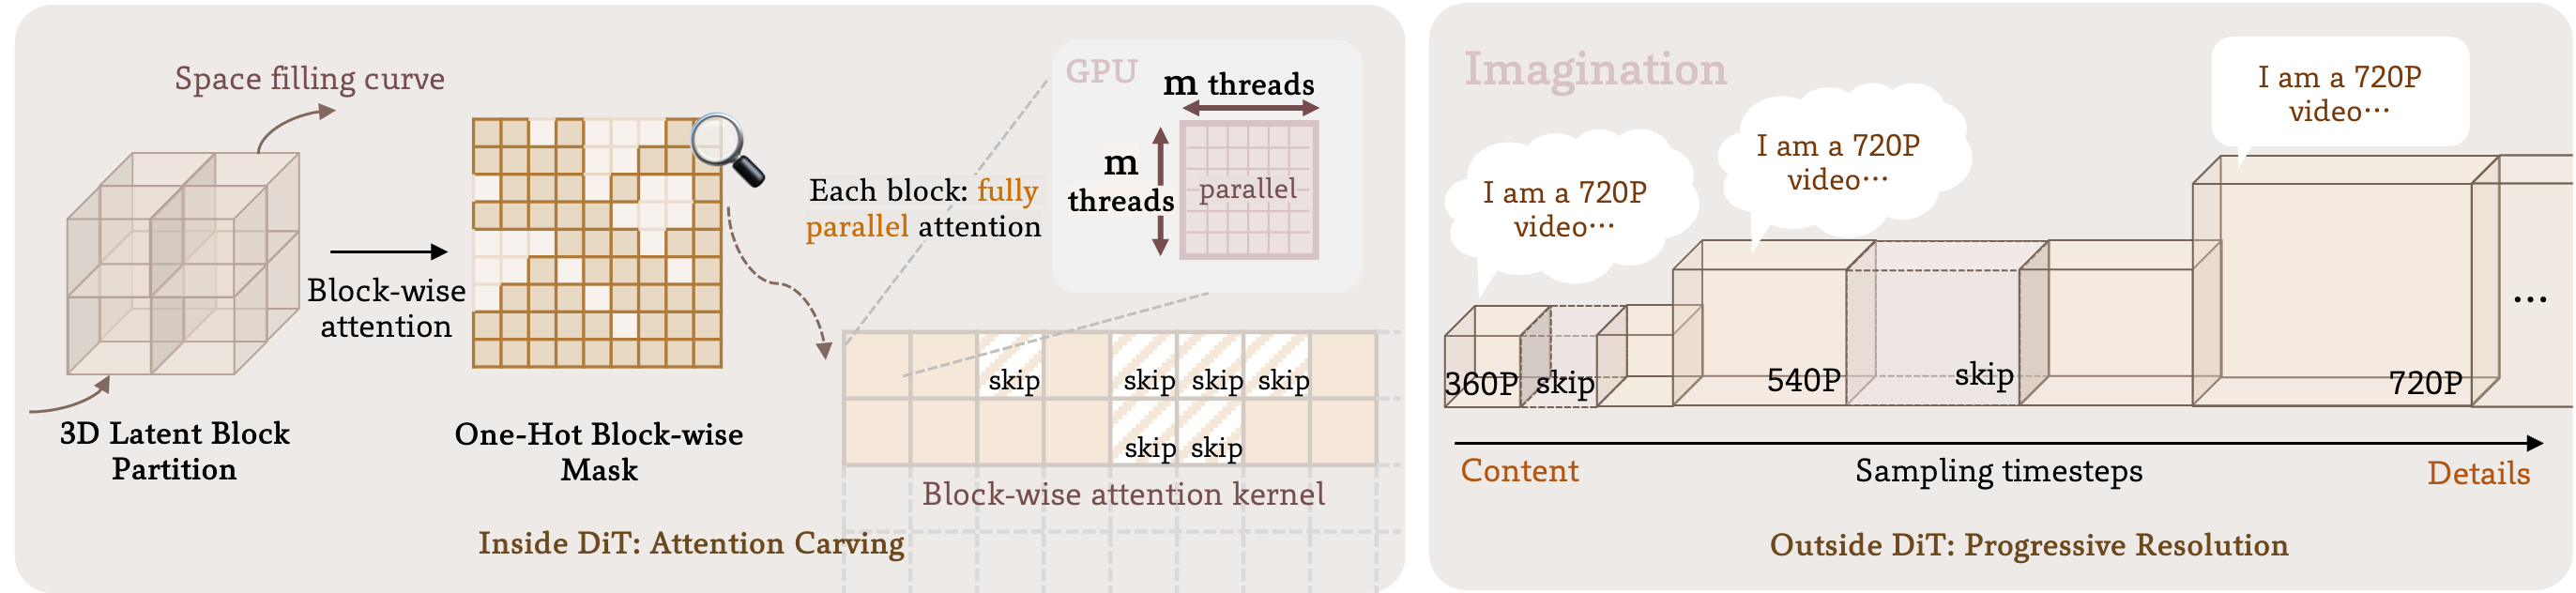 Space filling curve
Block-wise
attention
3D Latent Block
Partition
One-Hot Block-wise
Mask
Each block: fully
parallel attention
GPU
m threads
m
threads
parallel
skip
skip
skip
skip
skip
skip
Block-wise attention kernel
Inside DiT: Attention Carving
Imagination
I am a 720P
video···
I am a 720P
video···
I am a 720P
video···
360P
skip
540P
skip
720P
...
Content
Sampling timesteps
Details
Outside DiT: Progressive Resolution